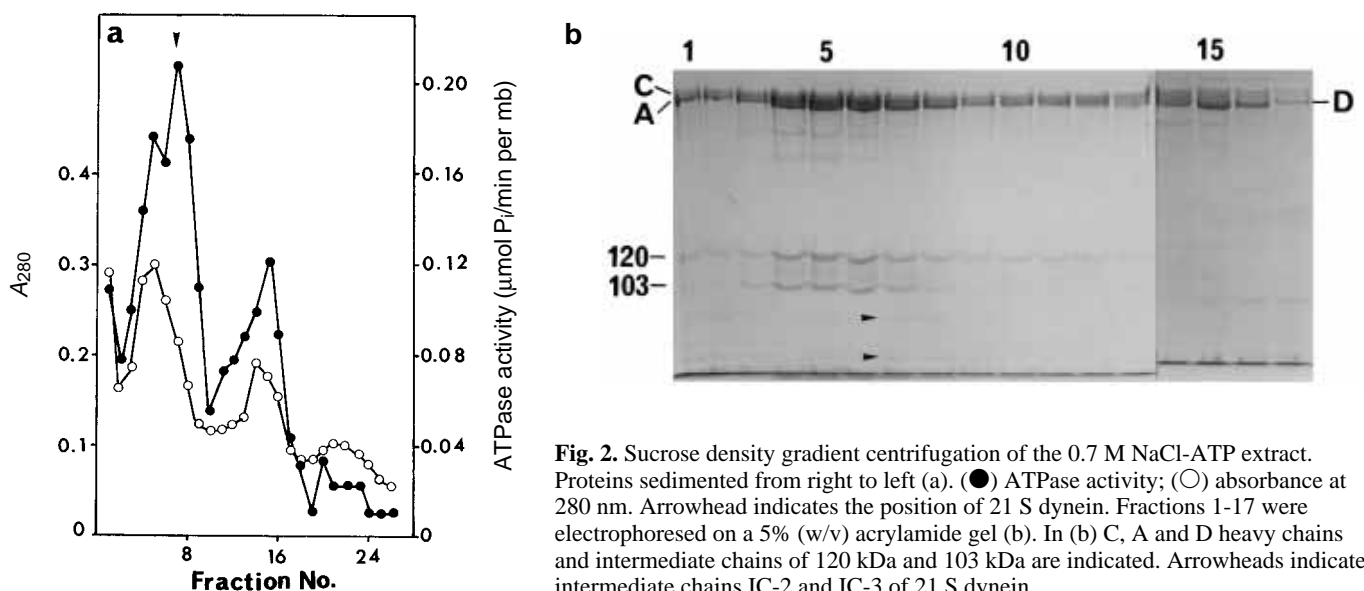 a
0.4
0.3
0.2
0.1
0
A280
0.20
0.16
0.12
0.08
0.04
0
ATPase activity (µmol Pi/min per mb)
8
16
24
Fraction No.
b
1
5
10
15
C
A
D
120
103
Fig. 2. Sucrose density gradient centrifugation of the 0.7 M NaCl-ATP extract.
Proteins sedimented from right to left (a). (●) ATPase activity; (○) absorbance at
280 nm. Arrowhead indicates the position of 21 S dynein. Fractions 1-17 were
electrophoresed on a 5% (w/v) acrylamide gel (b). In (b) C, A and D heavy chains
and intermediate chains of 120 kDa and 103 kDa are indicated. Arrowheads indicate
intermediate chains IC-2 and IC-3 of 21 S dynein